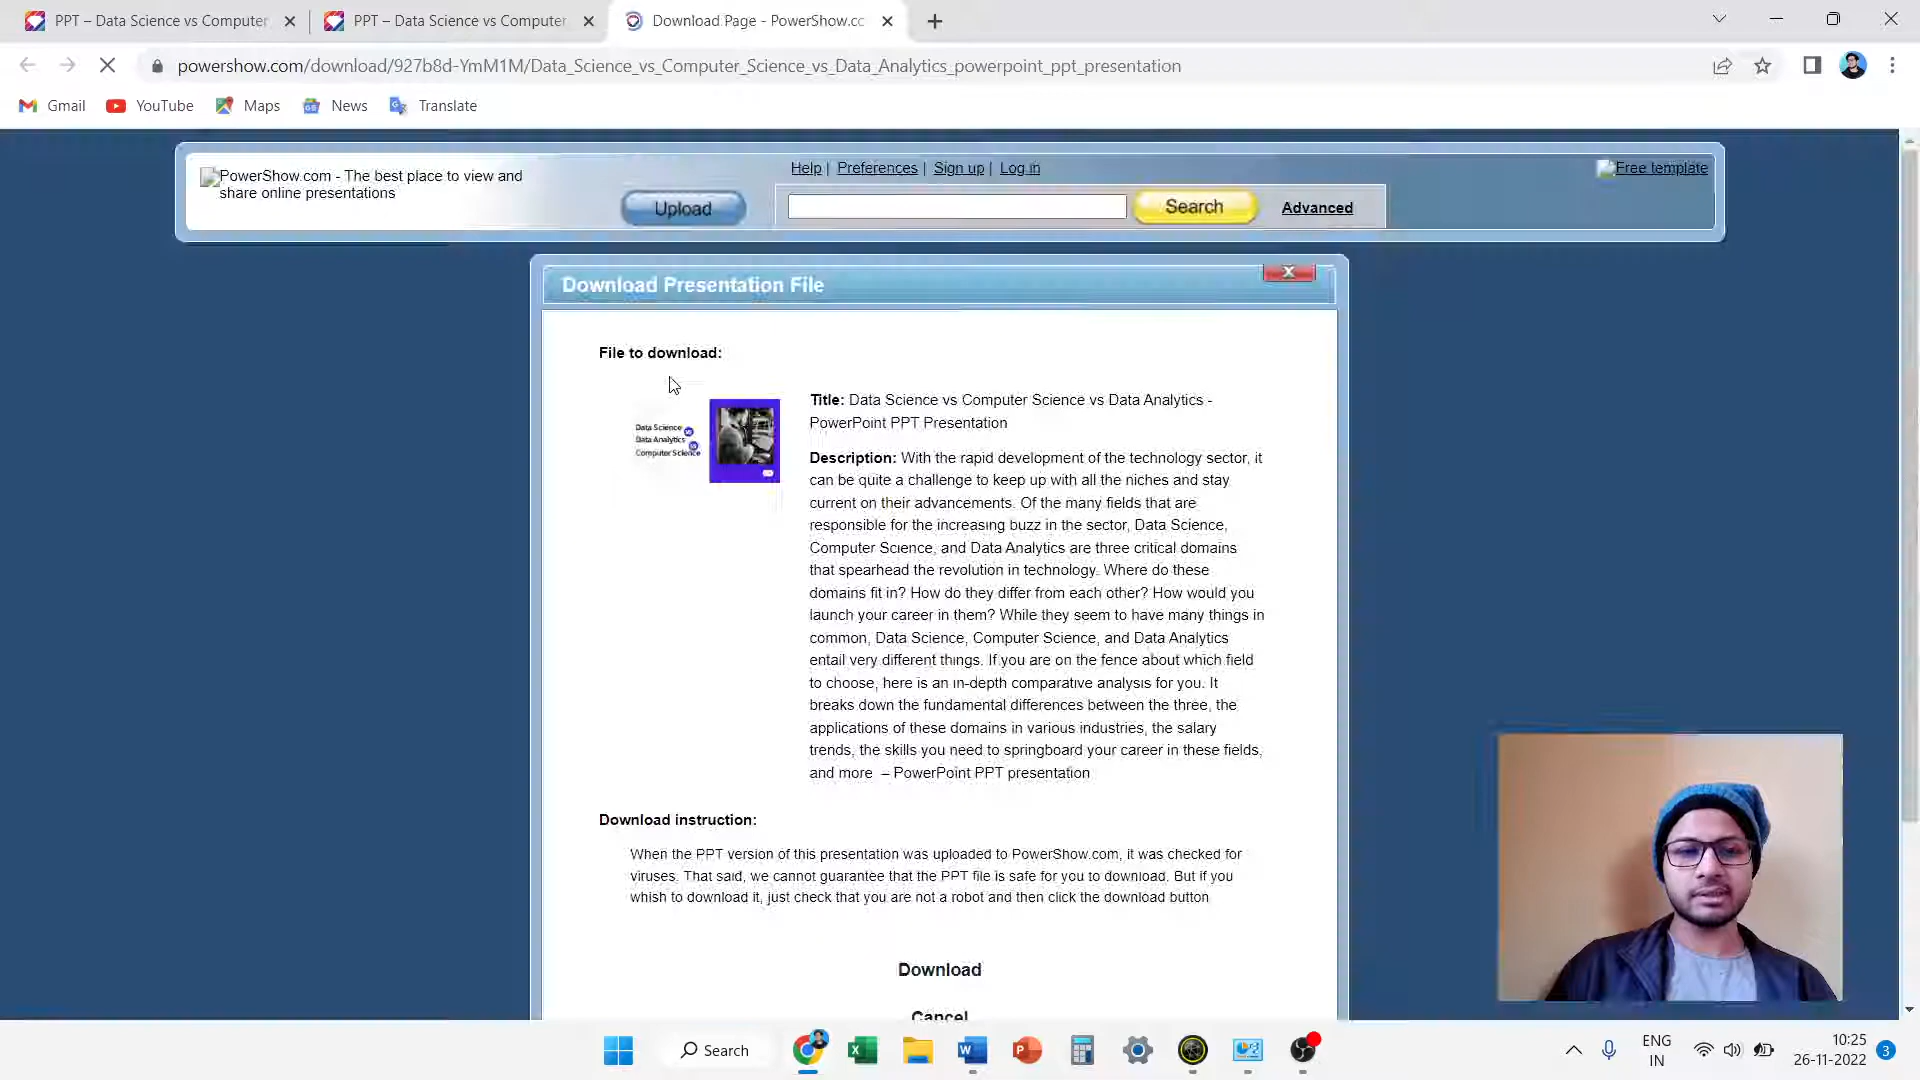 PPT – Data Science vs Computer
PPT – Data Science vs Computer
Download Page - PowerShow.cc
powershow.com/download/927b8d-YmM1M/Data_Science_vs_Computer_Science_vs_Data_Analytics_powerpoint_ppt_presentation
Gmail YouTube Maps News Translate
Help | Preferences | Sign up | Log in
PowerShow.com - The best place to view and
share online presentations
Free template
Upload
Search
Advanced
Download Presentation File
X
File to download:
Data Science
Data Analytics
Computer Science
Title: Data Science vs Computer Science vs Data Analytics -
PowerPoint PPT Presentation
Description: With the rapid development of the technology sector, it
can be quite a challenge to keep up with all the niches and stay
current on their advancements. Of the many fields that are
responsible for the increasing buzz in the sector, Data Science,
Computer Science, and Data Analytics are three critical domains
that spearhead the revolution in technology. Where do these
domains fit in? How do they differ from each other? How would you
launch your career in them? While they seem to have many things in
common, Data Science, Computer Science, and Data Analytics
entail very different things. If you are on the fence about which field
to choose, here is an in-depth comparative analysis for you. It
breaks down the fundamental differences between the three, the
applications of these domains in various industries, the salary
trends, the skills you need to springboard your career in these fields,
and more – PowerPoint PPT presentation
Download instruction:
When the PPT version of this presentation was uploaded to PowerShow.com, it was checked for
viruses. That said, we cannot guarantee that the PPT file is safe for you to download. But if you
whish to download it, just check that you are not a robot and then click the download button
Download
Cancel
Search
ENG
IN
10:25
26-11-2022
3